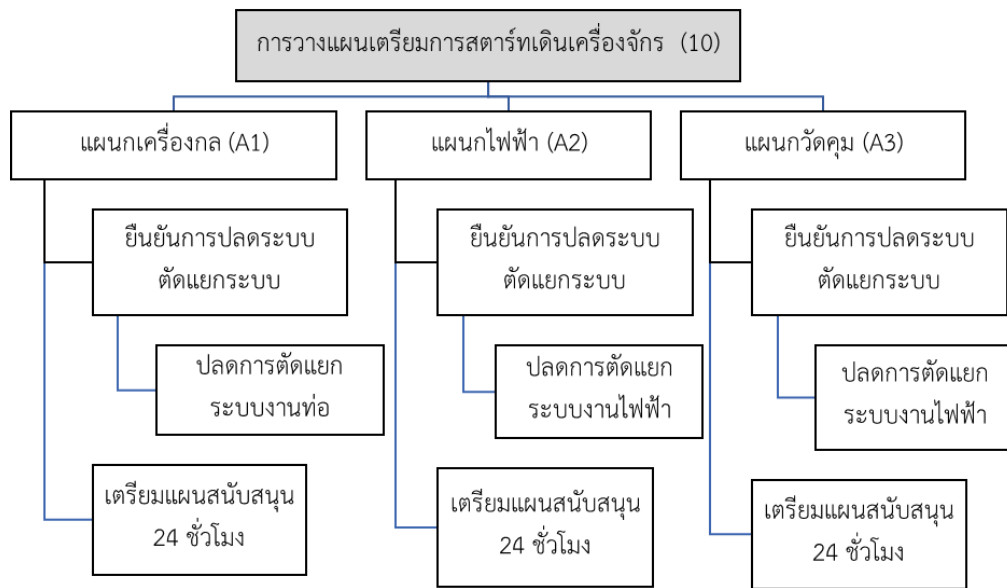 การวางแผนเตรียมการสตาร์ทเดินเครื่องจักร (10)
แผนกเครื่องกล (A1)
ยืนยันการปลดระบบ
ตัดแยกระบบ
ปลดการตัดแยก
ระบบงานท่อ
เตรียมแผนสนับสนุน
24 ชั่วโมง
แผนกไฟฟ้า (A2)
ยืนยันการปลดระบบ
ตัดแยกระบบ
ปลดการตัดแยก
ระบบงานไฟฟ้า
เตรียมแผนสนับสนุน
24 ชั่วโมง
แผนกวัดคุม (A3)
ยืนยันการปลดระบบ
ตัดแยกระบบ
ปลดการตัดแยก
ระบบงานไฟฟ้า
เตรียมแผนสนับสนุน
24 ชั่วโมง